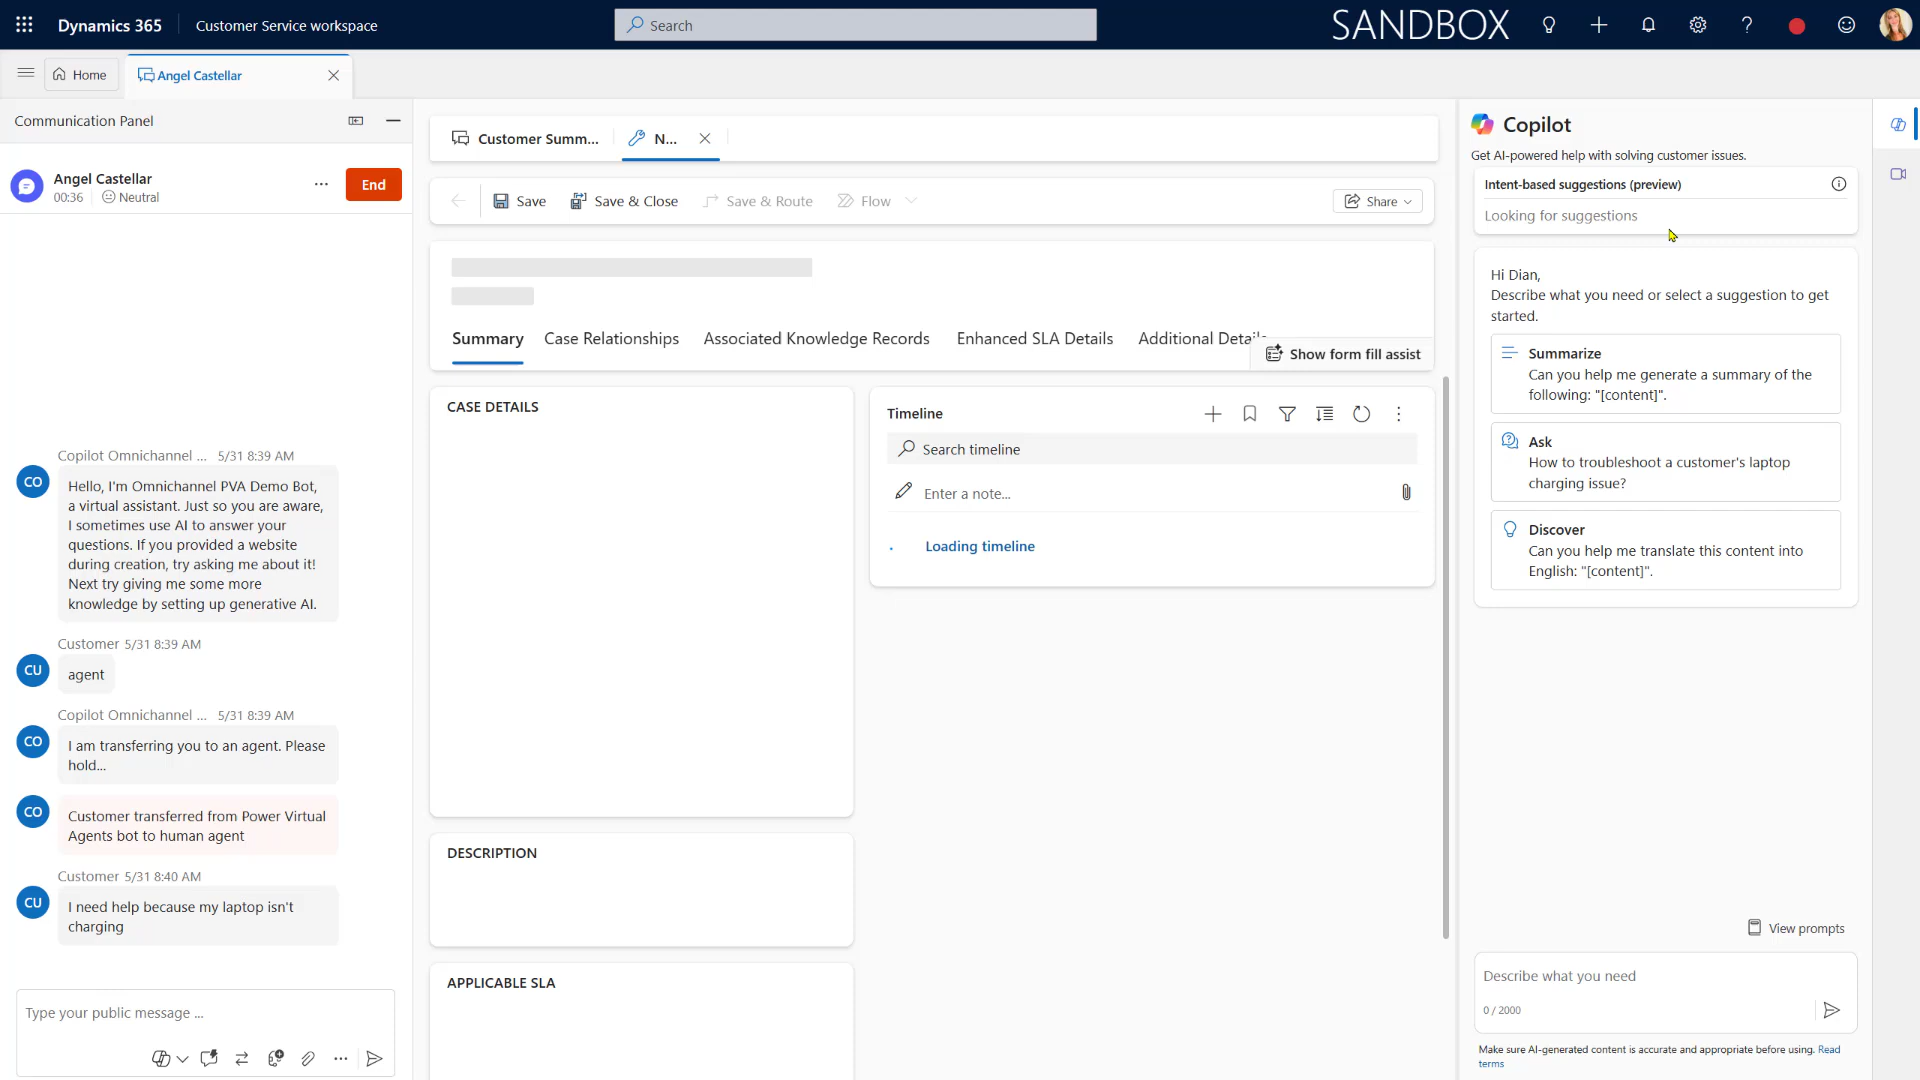 Dynamics 365
Customer Service workspace
Search
SANDBOX
Home
Angel Castellar
Communication Panel
Angel Castellar
00:36
Neutral
End
Copilot Omnichannel ... 5/31 8:39 AM
CO
Hello, I'm Omnichannel PVA Demo Bot,
a virtual assistant. Just so you are aware,
I sometimes use AI to answer your
questions. If you provided a website
during creation, try asking me about it!
Next try giving me some more
knowledge by setting up generative AI.
Customer 5/31 8:39 AM
CU
agent
Copilot Omnichannel ... 5/31 8:39 AM
CO
I am transferring you to an agent. Please
hold...
CO
Customer transferred from Power Virtual
Agents bot to human agent
Customer 5/31 8:40 AM
CU
I need help because my laptop isn't
charging
Type your public message ...
Customer Summ...
N...
Save
Save & Close
Save & Route
Flow
Share
Summary
Case Relationships
Associated Knowledge Records
Enhanced SLA Details
Additional Details
Show form fill assist
CASE DETAILS
DESCRIPTION
APPLICABLE SLA
Timeline
Search timeline
Enter a note...
Loading timeline
Copilot
Get AI-powered help with solving customer issues.
Intent-based suggestions (preview)
Looking for suggestions
Hi Dian,
Describe what you need or select a suggestion to get
started.
Summarize
Can you help me generate a summary of the
following: "[content]".
Ask
How to troubleshoot a customer's laptop
charging issue?
Discover
Can you help me translate this content into
English: "[content]".
View prompts
Describe what you need
0 / 2000
Make sure AI-generated content is accurate and appropriate before using. Read
terms